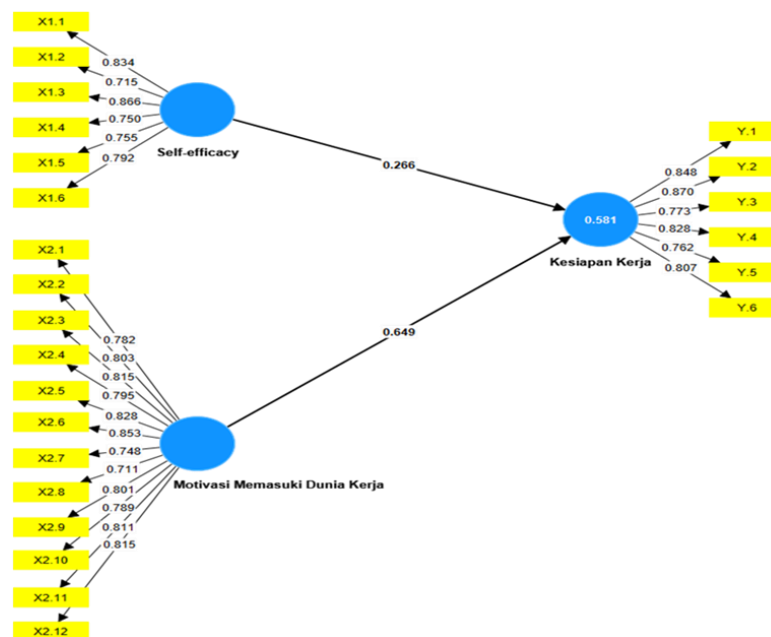 X1.1
X1.2
X1.3
X1.4
X1.5
X1.6
0.834
0.715
0.866
0.750
0.755
0.792
Self-efficacy
0.266
X2.1
X2.2
X2.3
X2.4
X2.5
X2.6
X2.7
X2.8
X2.9
X2.10
X2.11
X2.12
0.782
0.803
0.815
0.795
0.828
0.853
0.748
0.711
0.801
0.789
0.811
0.815
Motivasi Memasuki Dunia Kerja
0.649
0.581
Kesiapan Kerja
0.848
0.870
0.773
0.828
0.762
0.807
Y.1
Y.2
Y.3
Y.4
Y.5
Y.6